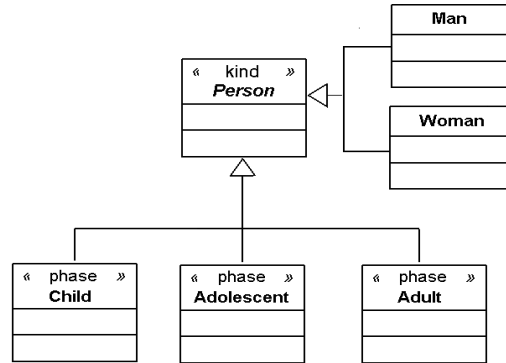 Man
« kind »
Person
Woman
« phase »
Child
« phase »
Adolescent
« phase »
Adult